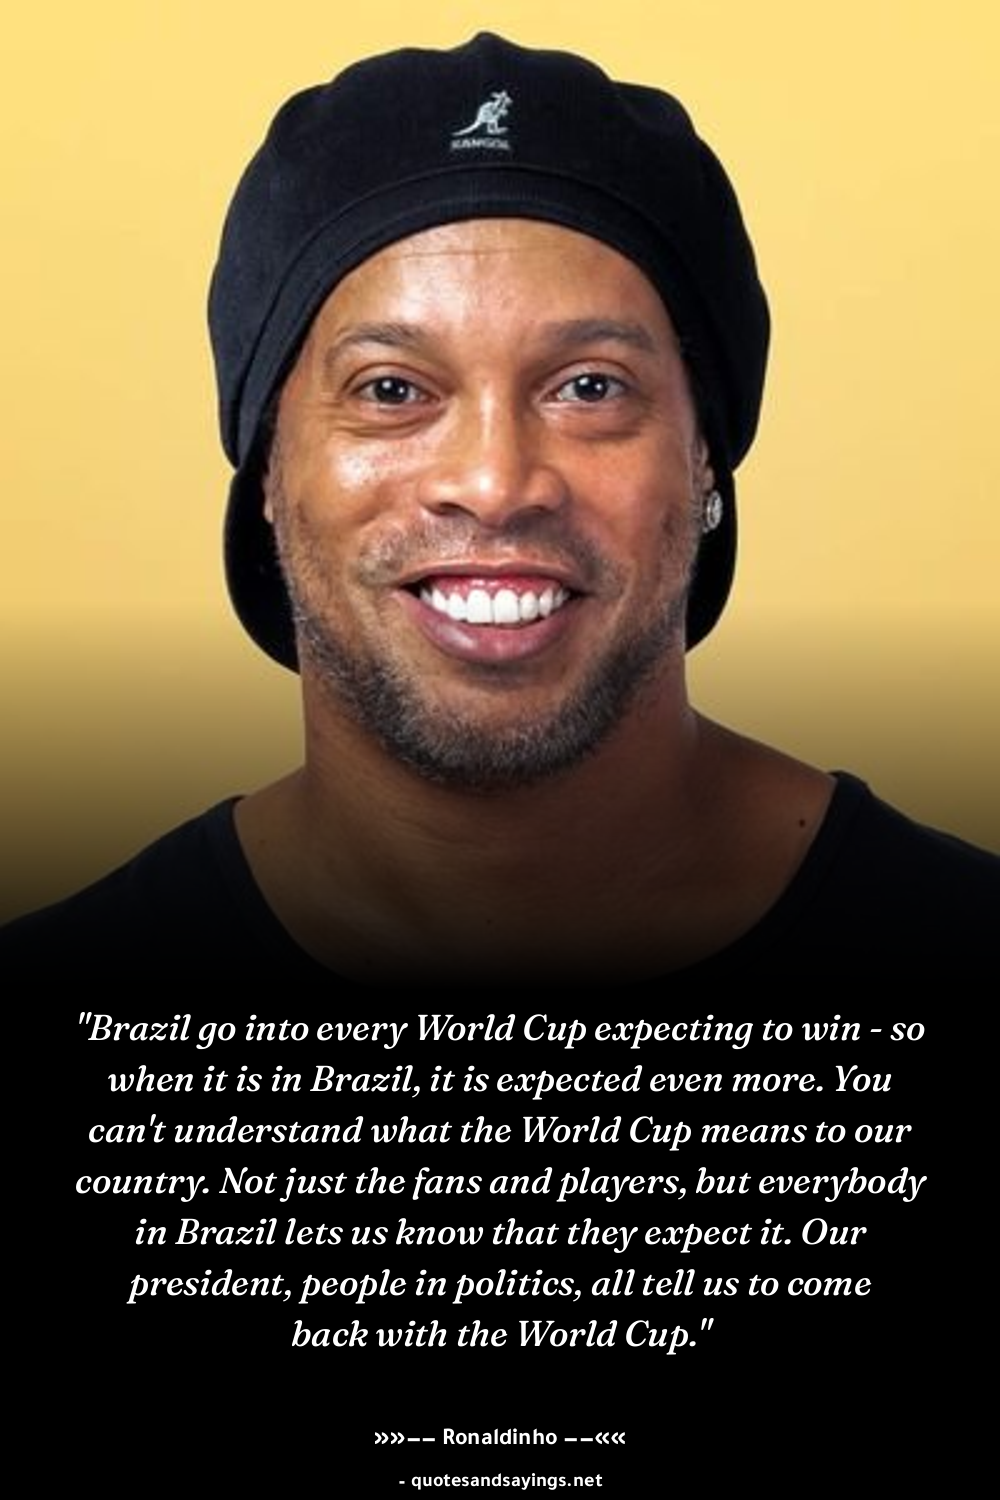 KANGOL
"Brazil go into every World Cup expecting to win - so
when it is in Brazil, it is expected even more. You
can't understand what the World Cup means to our
country. Not just the fans and players, but everybody
in Brazil lets us know that they expect it. Our
president, people in politics, all tell us to come
back with the World Cup."
»»−− Ronaldinho −−««
- quotesandsayings.net